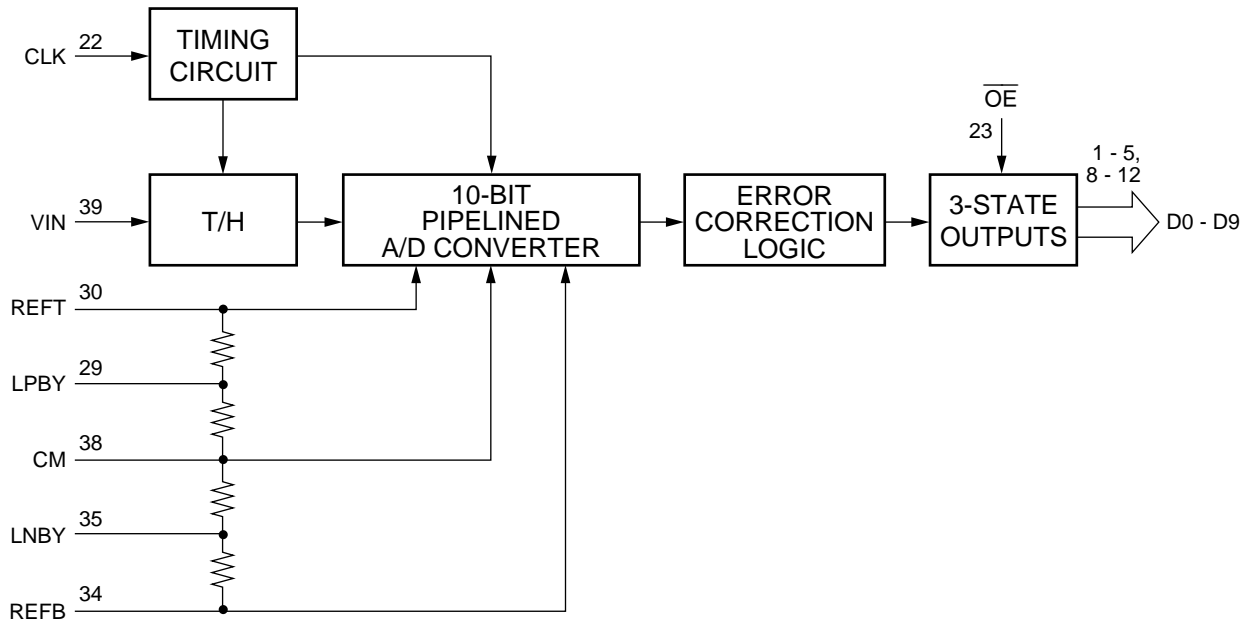 CLK
22
TIMING
CIRCUIT
OE
23
1 - 5,
8 - 12
VIN
39
T/H
10-BIT
PIPELINED
A/D CONVERTER
ERROR
CORRECTION
LOGIC
3-STATE
OUTPUTS
D0 - D9
REFT
30
LPBY
29
CM
38
LNBY
35
REFB
34